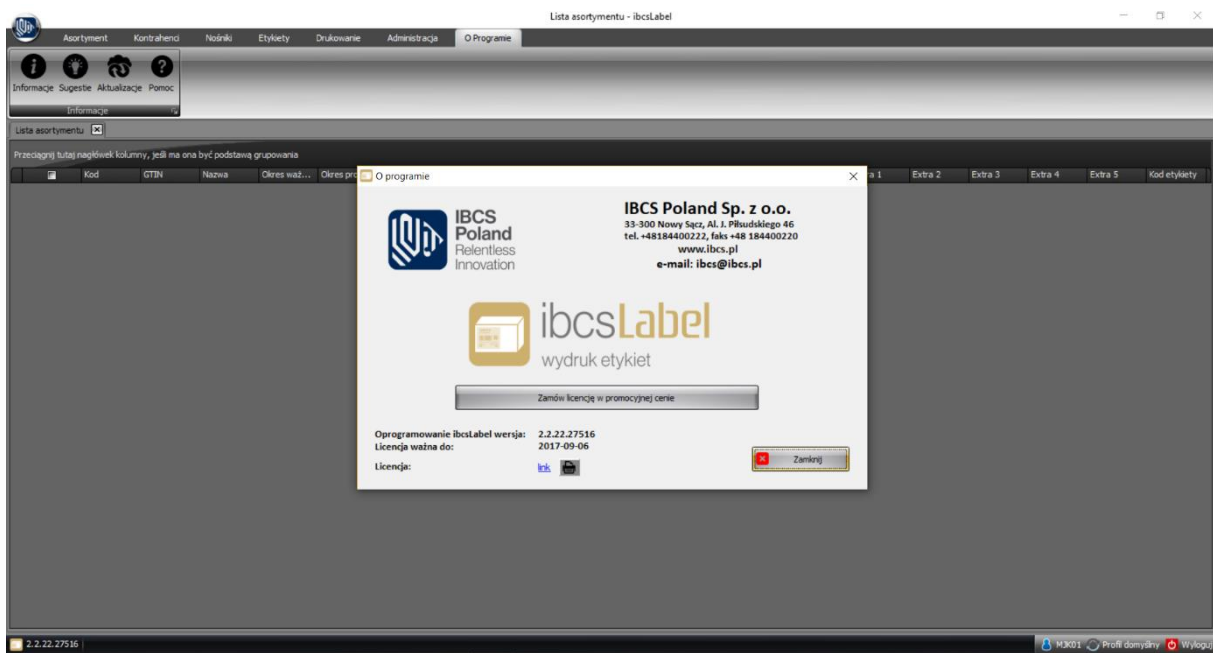 Lista asortymentu - ibcsLabel
Asortyment Kontrahenci Nośniki Etykiety Drukowanie Administracja O Programie
Informacje Sugestie Aktualizacje Pomoc
Informacje
Lista asortymentu
Przeciągnij tutaj nagłówek kolumny, jeśli ma ona być podstawą grupowania
Kod GTIN Nazwa Okres waż... Okres pr Extra 2 Extra 3 Extra 4 Extra 5 Kod etykiety
O programie
IBCS
Poland
Relentless
Innovation
IBCS Poland Sp. z o.o.
33-300 Nowy Sącz, Al. J. Piłsudskiego 46
tel. +48184400222, faks +48 184400220
www.ibcs.pl
e-mail: ibcs@ibcs.pl
ibcsLabel
wydruk etykiet
Zamów licencję w promocyjnej cenie
Oprogramowanie ibcsLabel wersja: 2.2.22.27516
Licencja ważna do: 2017-09-06
Licencja: link
Zamknij
2.2.22.27516
MJK01 Profil domyślny Wyloguj